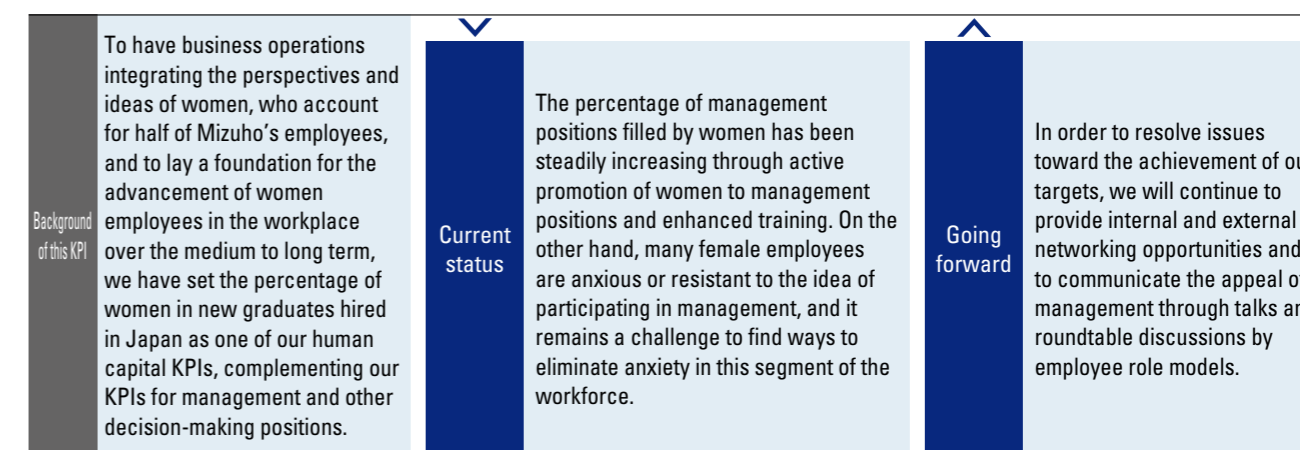 Background
of this KPI
To have business operations
integrating the perspectives and
ideas of women, who account
for half of Mizuho's employees,
and to lay a foundation for the
advancement of women
employees in the workplace
over the medium to long term,
we have set the percentage of
women in new graduates hired
in Japan as one of our human
capital KPIs, complementing our
KPIs for management and other
decision-making positions.
Current
status
The percentage of management
positions filled by women has been
steadily increasing through active
promotion of women to management
positions and enhanced training. On the
other hand, many female employees
are anxious or resistant to the idea of
participating in management, and it
remains a challenge to find ways to
eliminate anxiety in this segment of the
workforce.
Going
forward
In order to resolve issues
toward the achievement of
targets, we will continue to
provide internal and external
networking opportunities and
to communicate the appeal
management through talks
roundtable discussions by
employee role models.